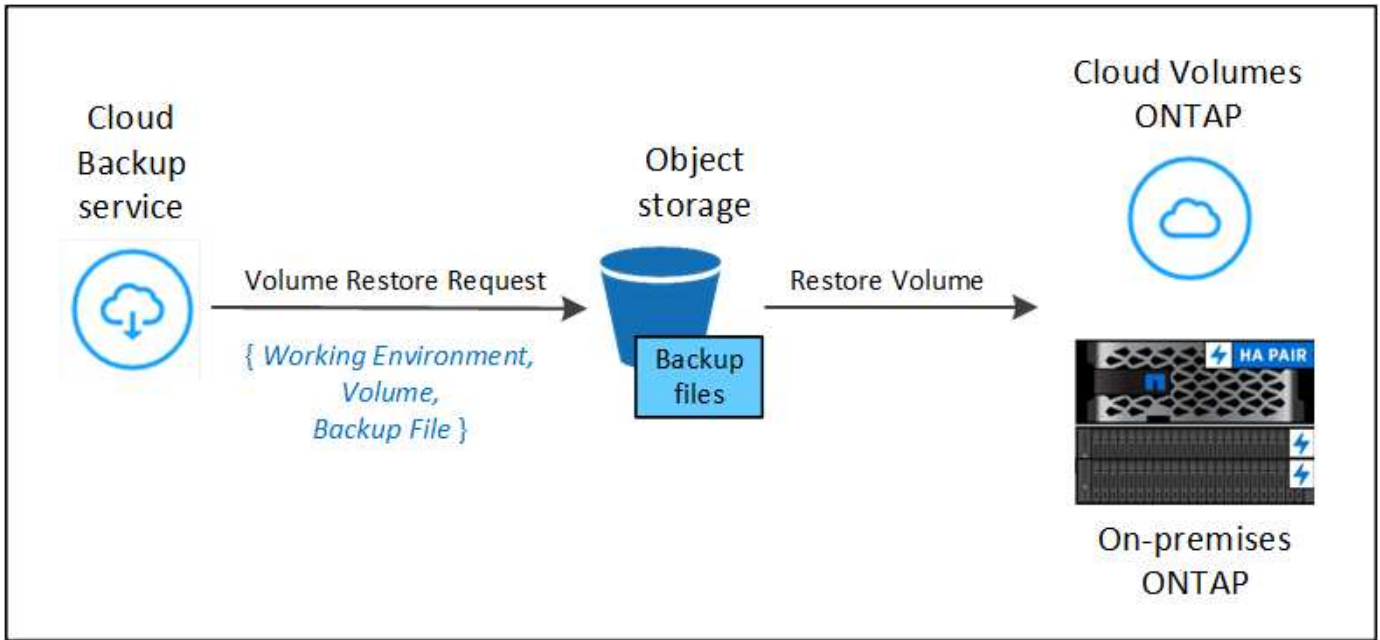 Cloud
Backup
service
Volume Restore Request
{ Working Environment,
Volume,
Backup File }
Object
storage
Backup
files
Restore Volume
Cloud Volumes
ONTAP
HA PAIR
On-premises
ONTAP